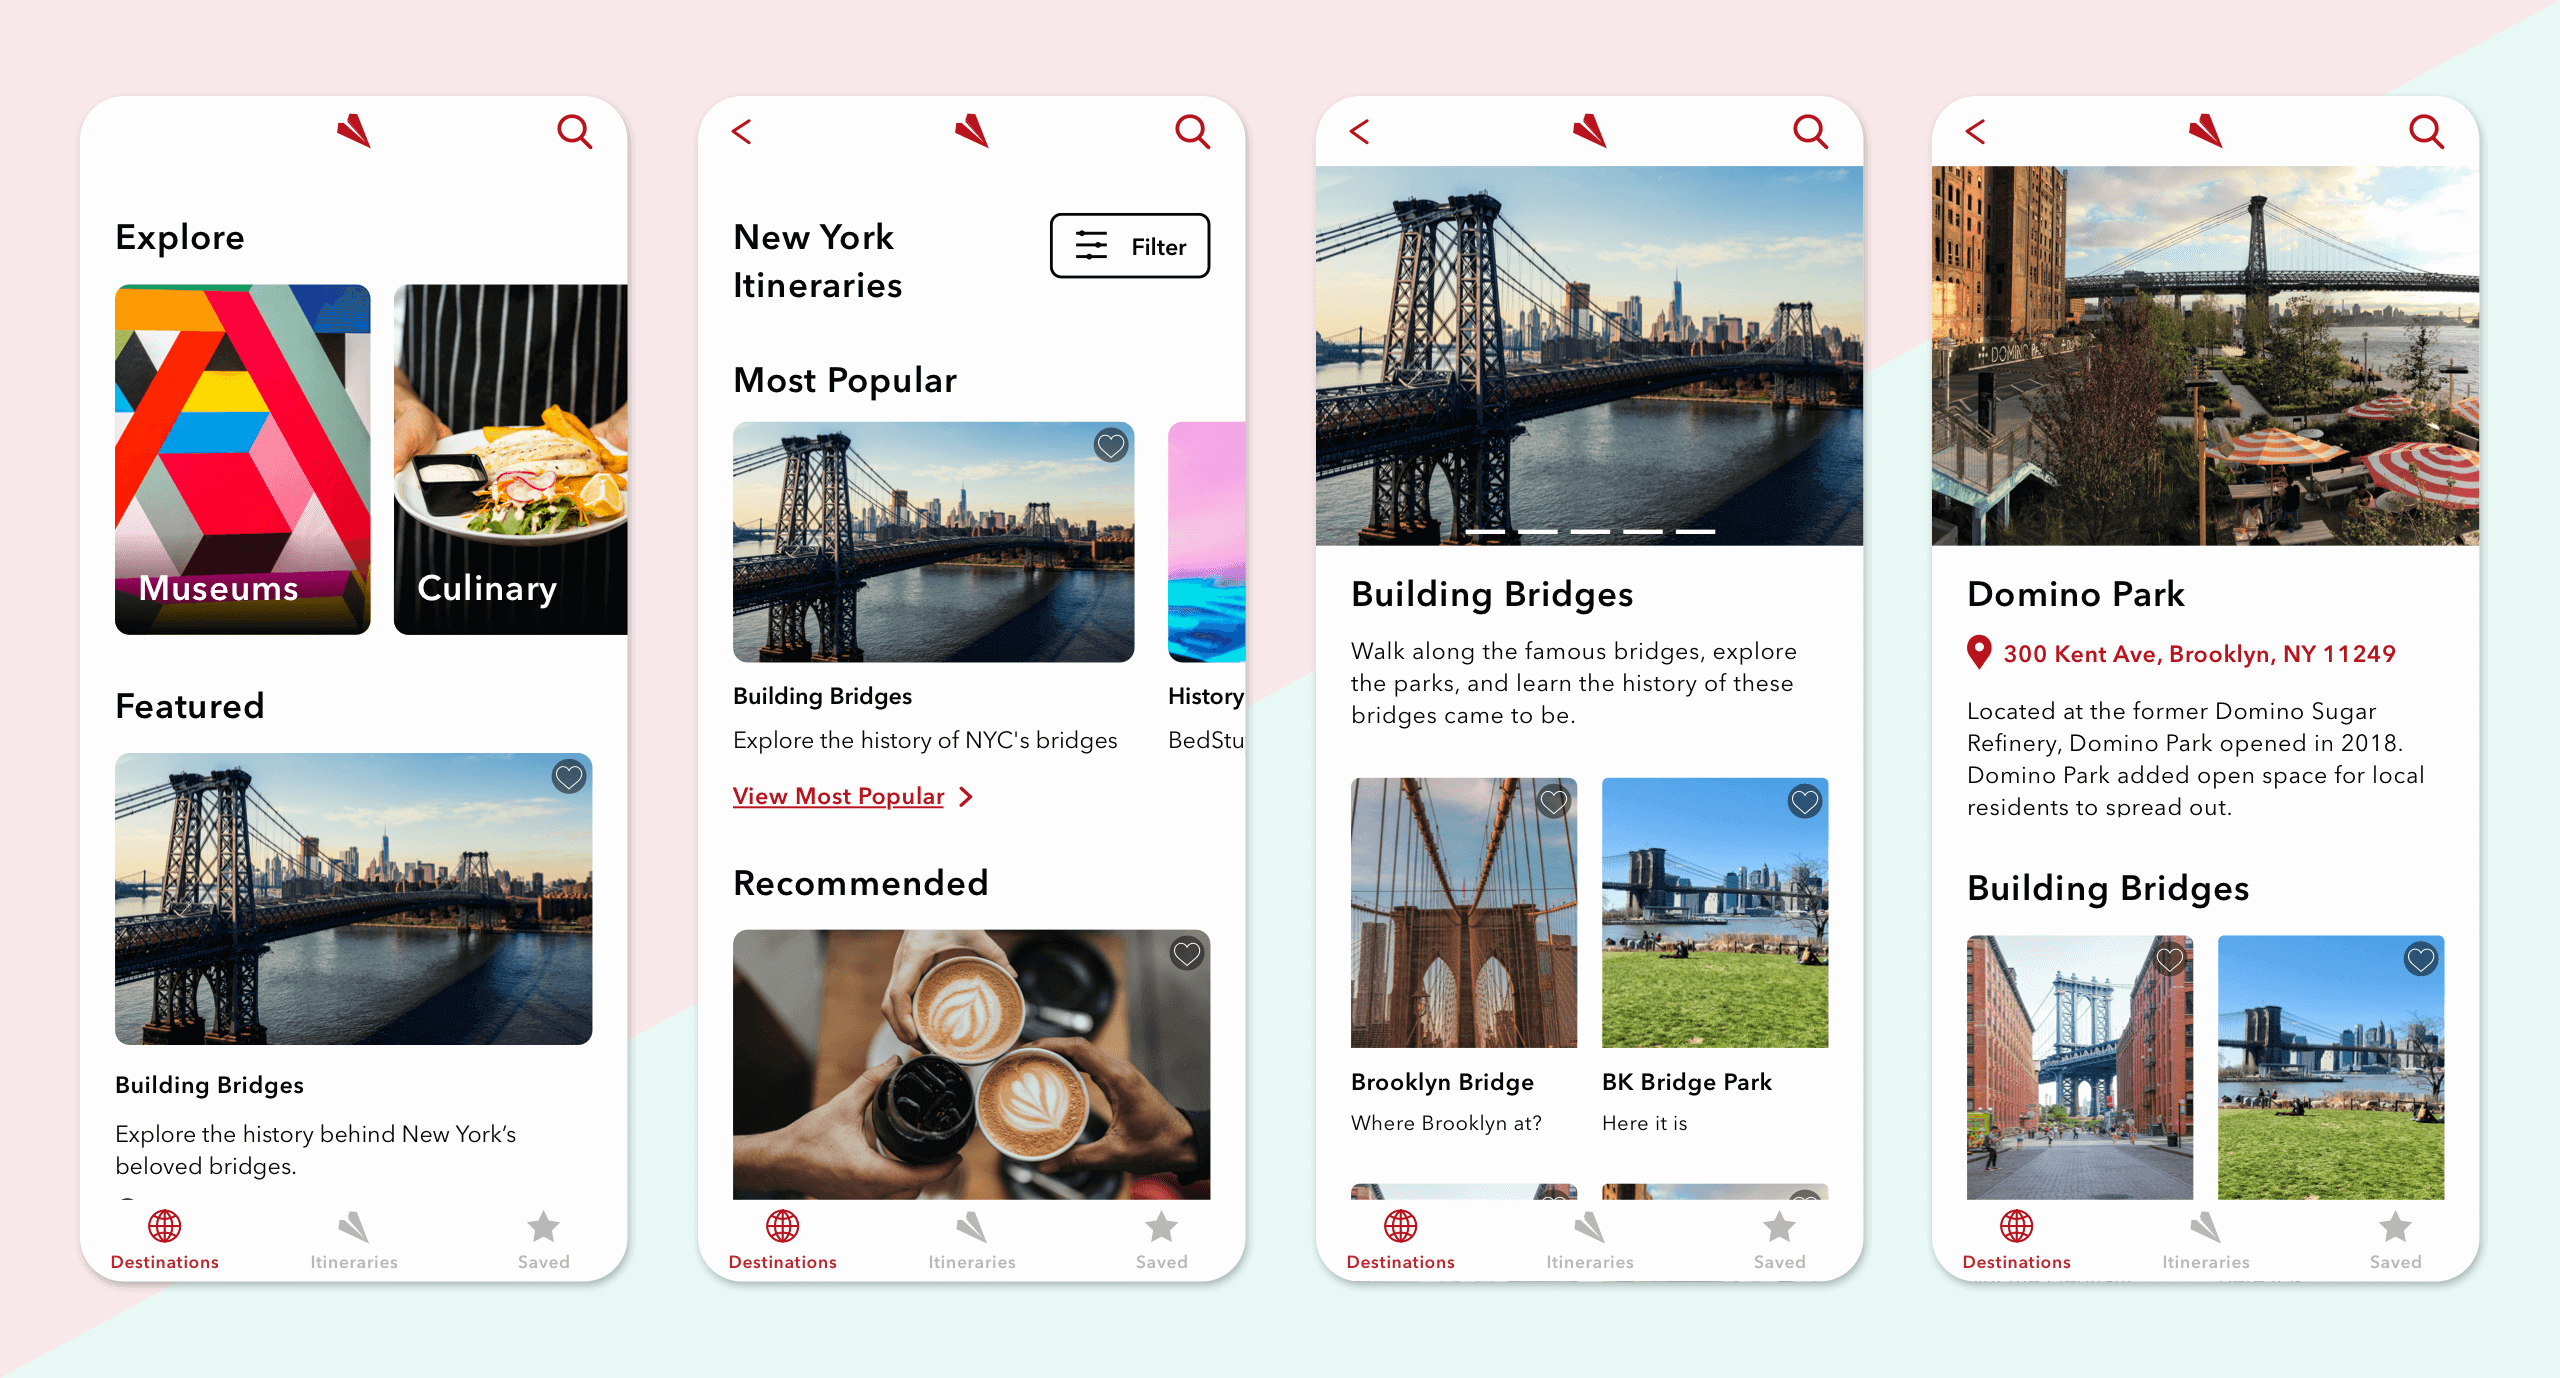 Explore
Museums
Culinary
Featured
Building Bridges
Explore the history behind New York’s
beloved bridges.
Destinations
Itineraries
Saved
New York
Itineraries
Filter
Most Popular
Building Bridges
Explore the history of NYC's bridges
History
BedStu
View Most Popular
Recommended
Destinations
Itineraries
Saved
Building Bridges
Walk along the famous bridges, explore
the parks, and learn the history of these
bridges came to be.
Brooklyn Bridge
Where Brooklyn at?
BK Bridge Park
Here it is
Destinations
Itineraries
Saved
DOMINO
Domino Park
300 Kent Ave, Brooklyn, NY 11249
Located at the former Domino Sugar
Refinery, Domino Park opened in 2018.
Domino Park added open space for local
residents to spread out.
Building Bridges
Destinations
Itineraries
Saved